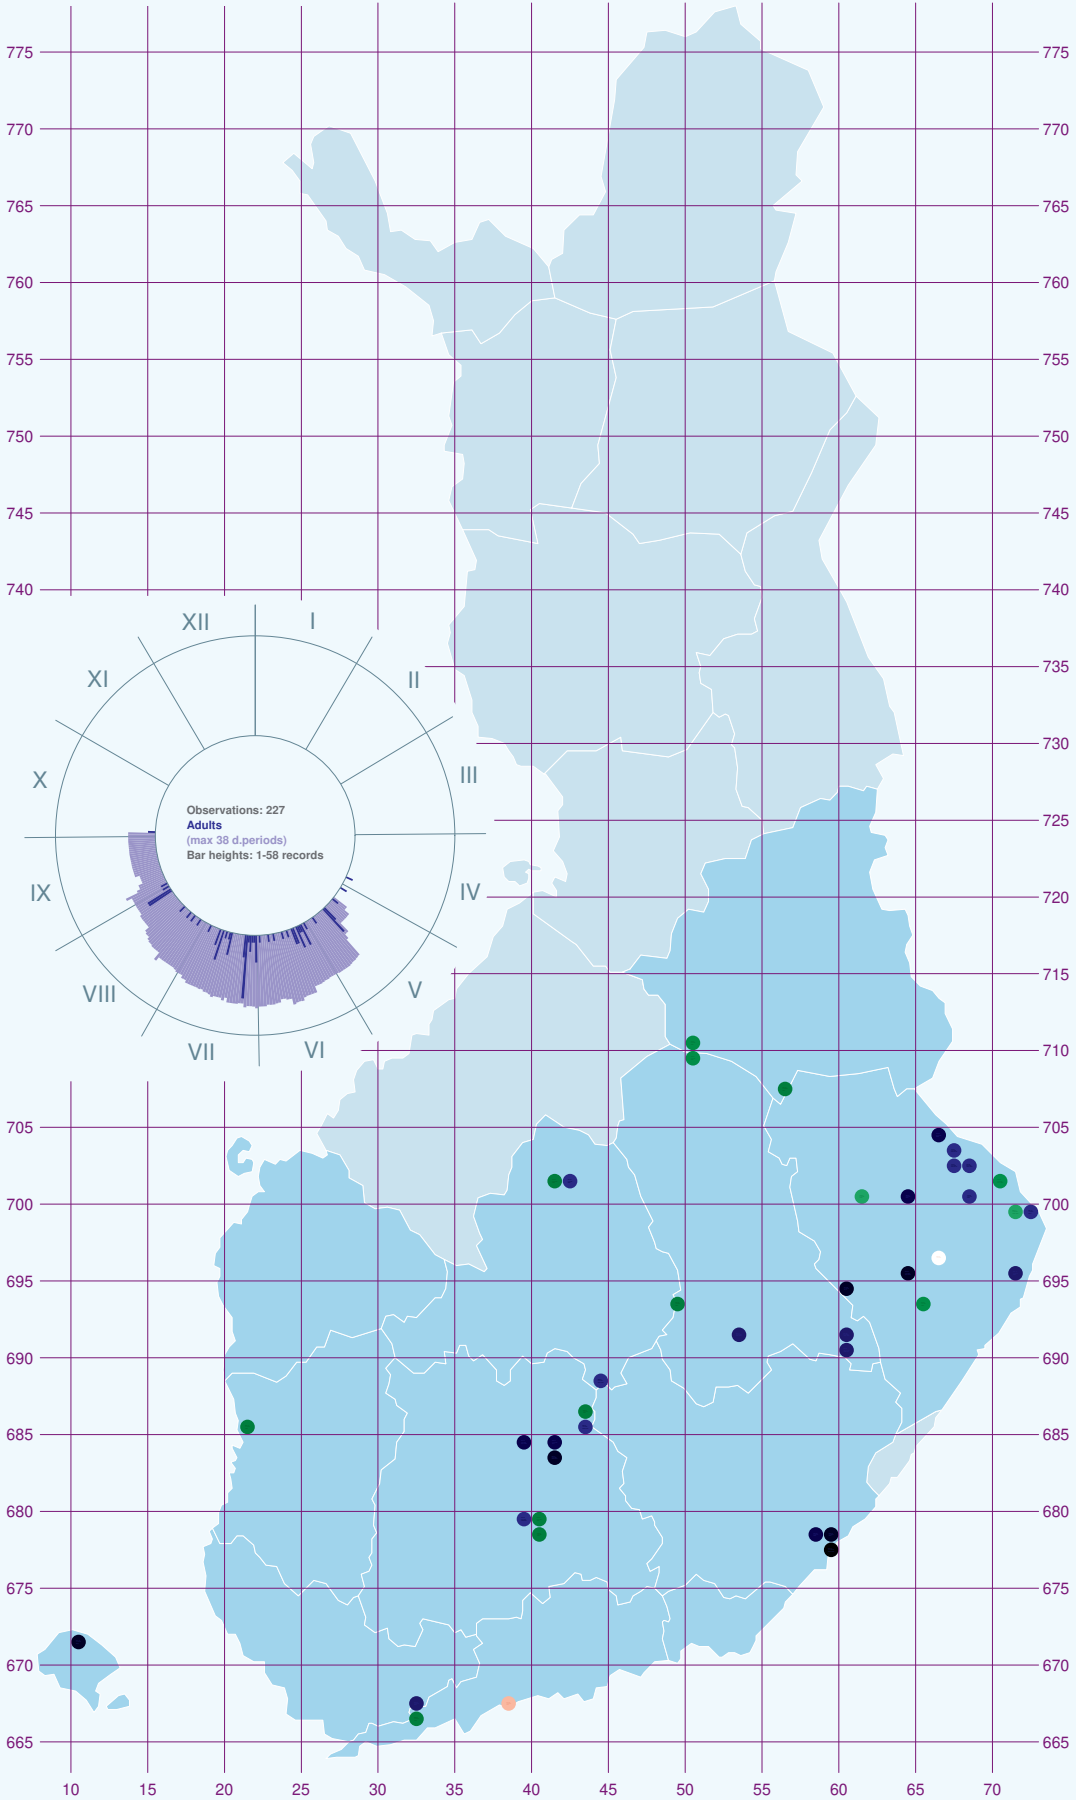 775 775
770 770
765 765
760 760
755 755
750 750
745 745
740 740
XII I
XI II
735
730
X III
Observations: 227
Adults
(max 38 d.periods)
Bar heights: 1-58 records
725
IX IV
720
715
VIII V
VII VI
710
705 705
700 700
695 695
690 690
685 685
680 680
675 675
670 670
665 665
10 15 20 25 30 35 40 45 50 55 60 65 70